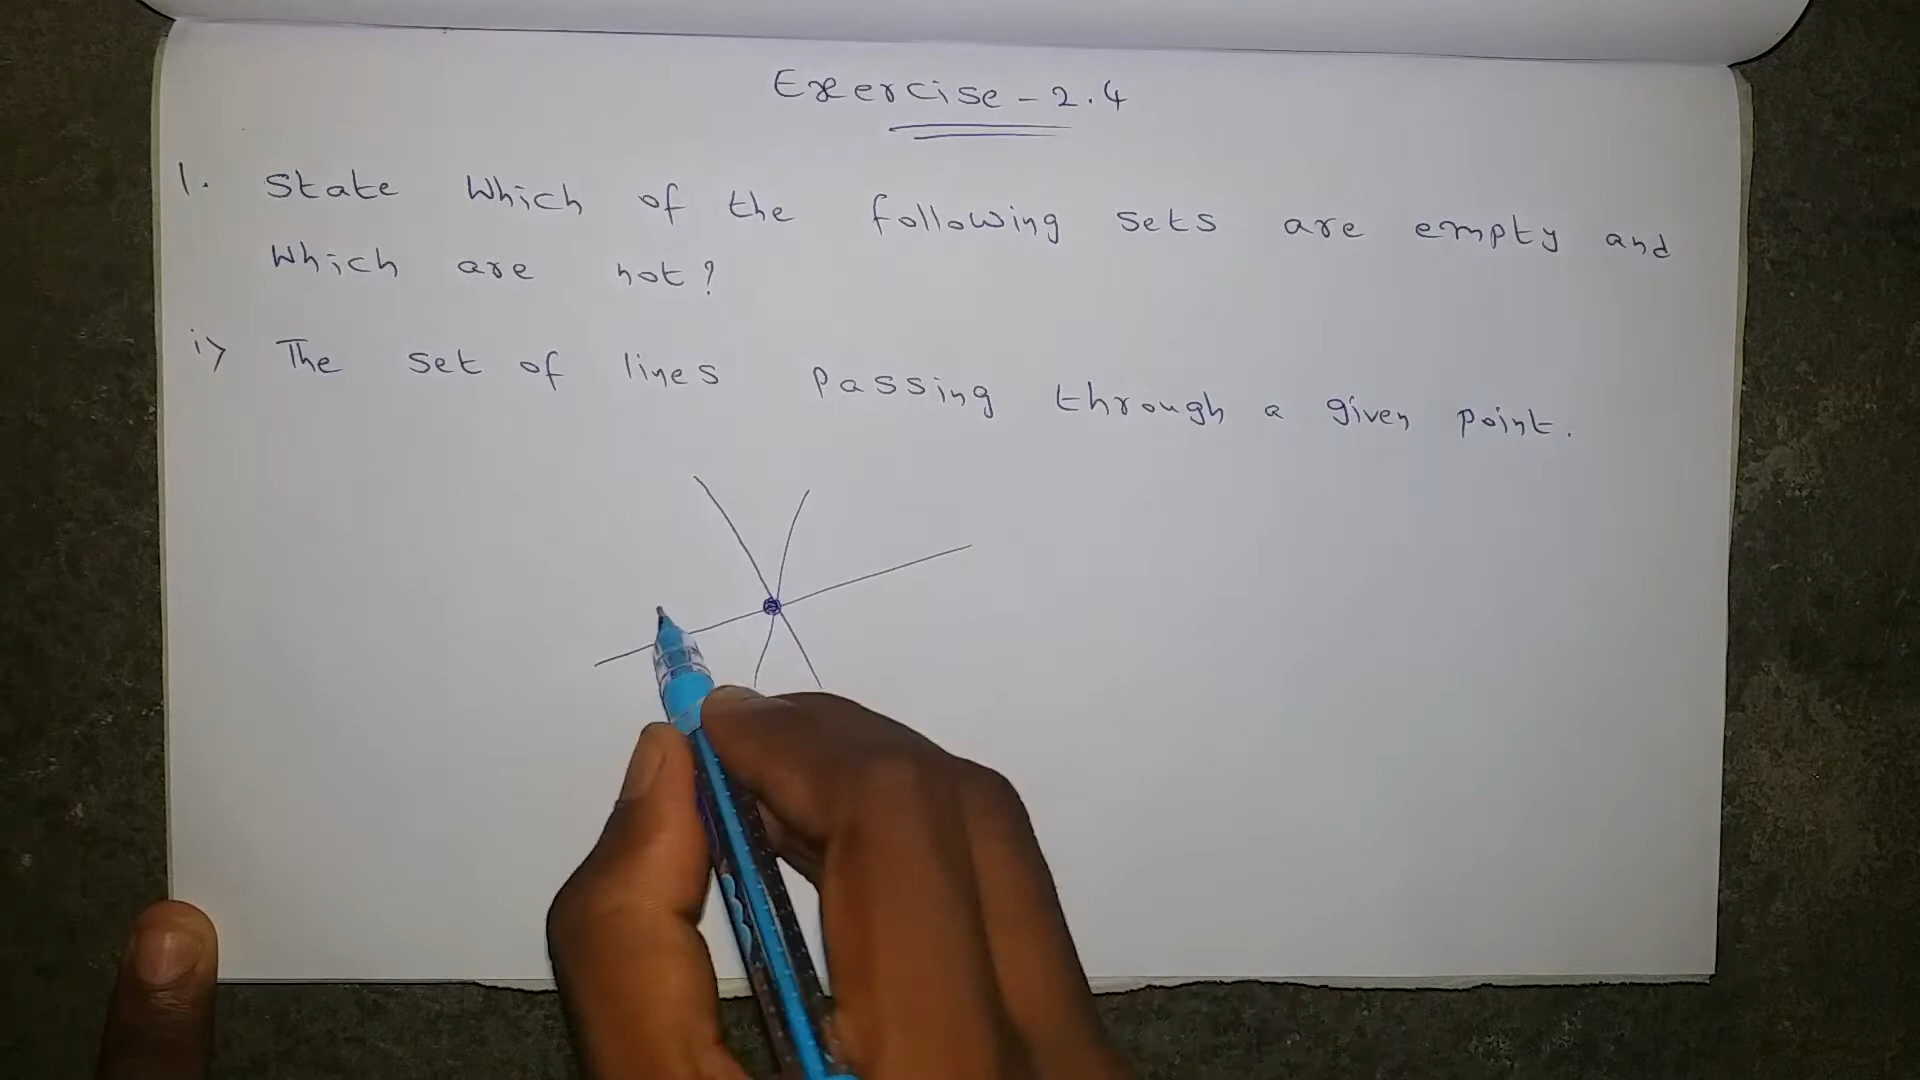 Exercise - 2.4
1. State Which of the following sets are empty and
Which are not?
i> The set of lines passing through a given point.